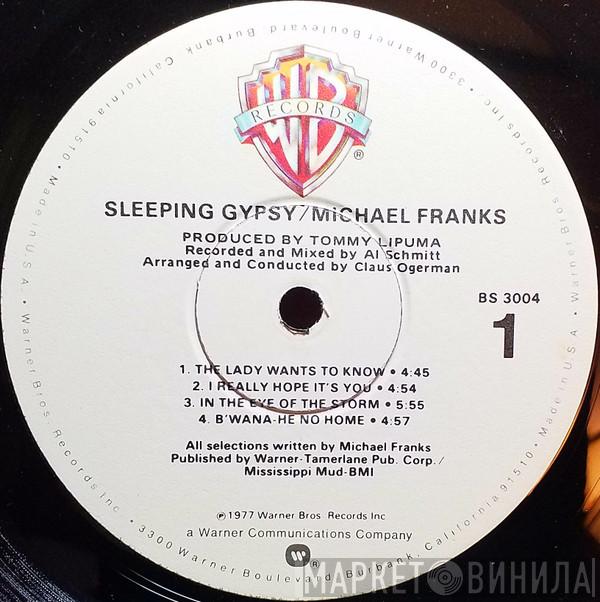 3300 Warner Boulevard Burbank, California 91510 • Made in U.S.A. • Warner Bros. Records Inc. • 3300 Warner Boulevard Burbank, California 91510 • Made in U.S.A. • Warner Bros Records Inc. •
WB
RECORDS
®
SLEEPING GYPSY/MiCHAEL FRANKS
PRODUCED BY TOMMY LIPUMA
Recorded and Mixed by Al Schmitt
Arranged and Conducted by Claus Ogerman
BS 3004
1
1. THE LADY WANTS TO KNOW • 4:45
2. I REALLY HOPE IT'S YOU • 4:54
3. IN THE EYE OF THE STORM • 5:55
4. B'WANA-HE NO HOME • 4:57
All selections written by Michael Franks
Published by Warner-Tamerlane Pub. Corp./
Mississippi Mud-BMI
℗ 1977 Warner Bros. Records Inc
a Warner Communications Company
®
МАРКЕТ ВИНИЛА